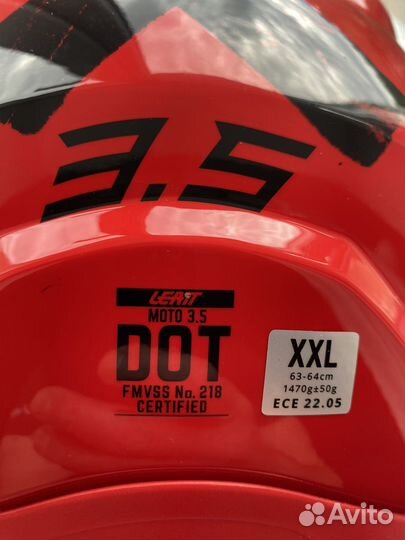 3.5
LEATT
MOTO 3.5
DOT
FMVSS No. 218
CERTIFIED
XXL
63-64cm
1470g±50g
ECE 22.05
Avito